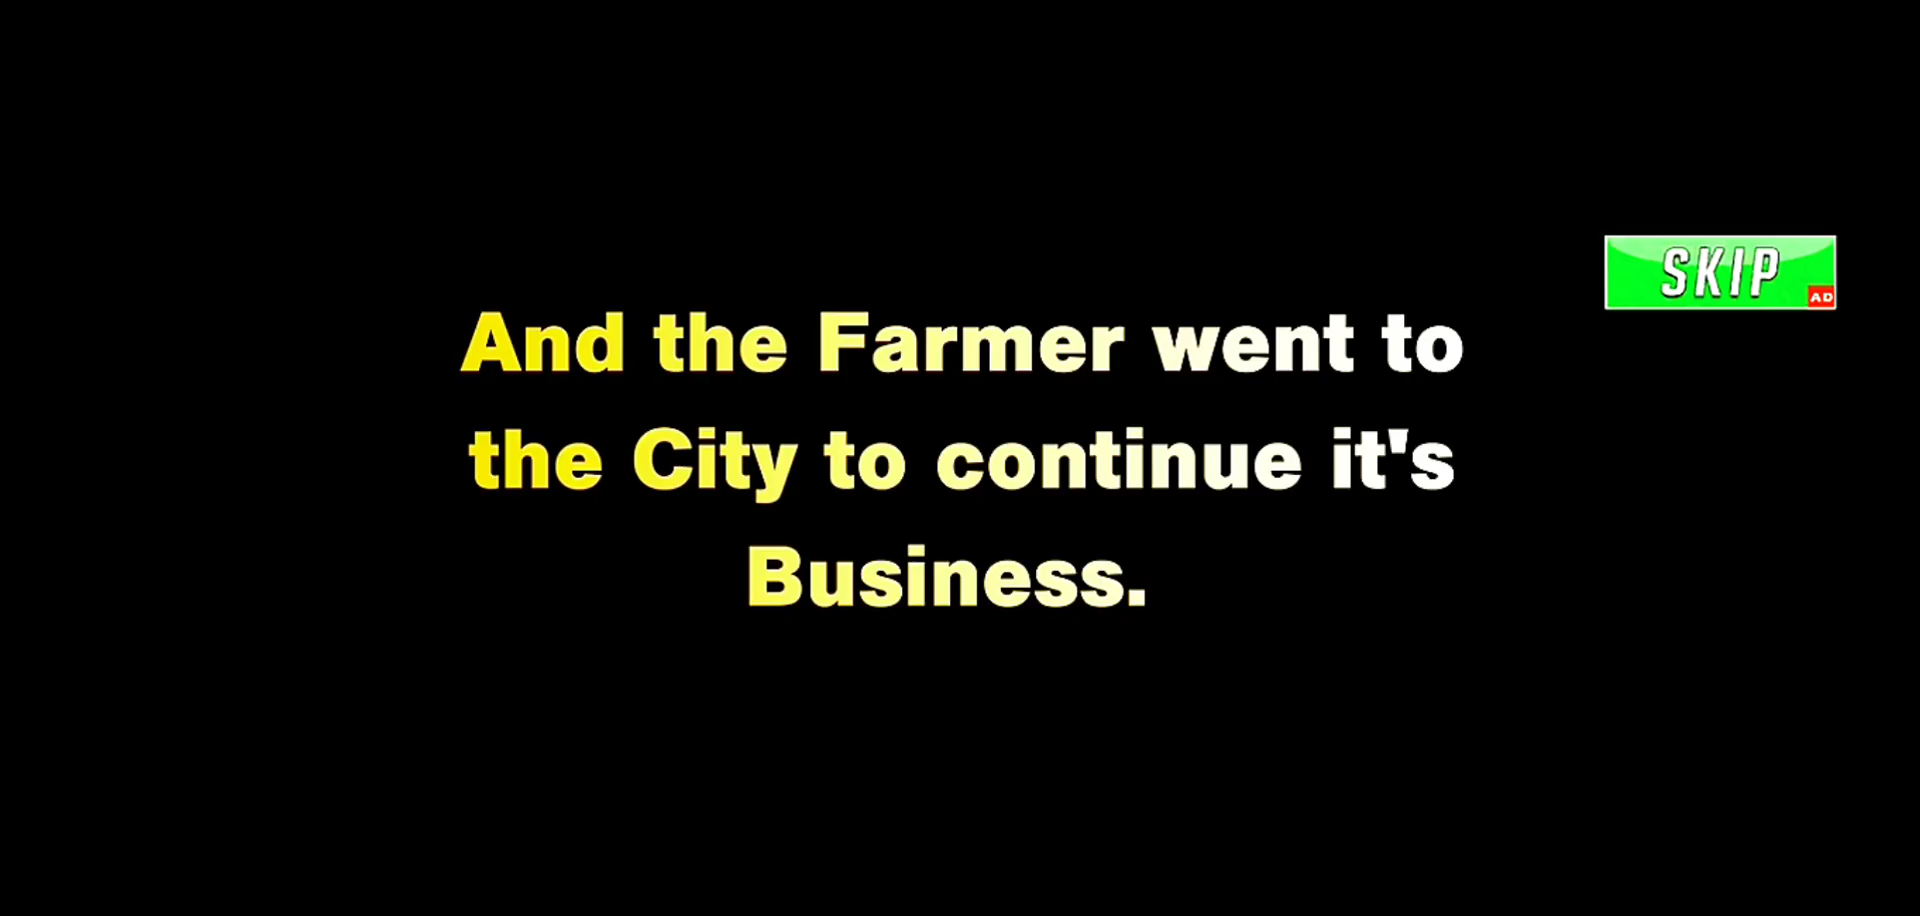 SKIP
AD
And the Farmer went to
the City to continue it's
Business.